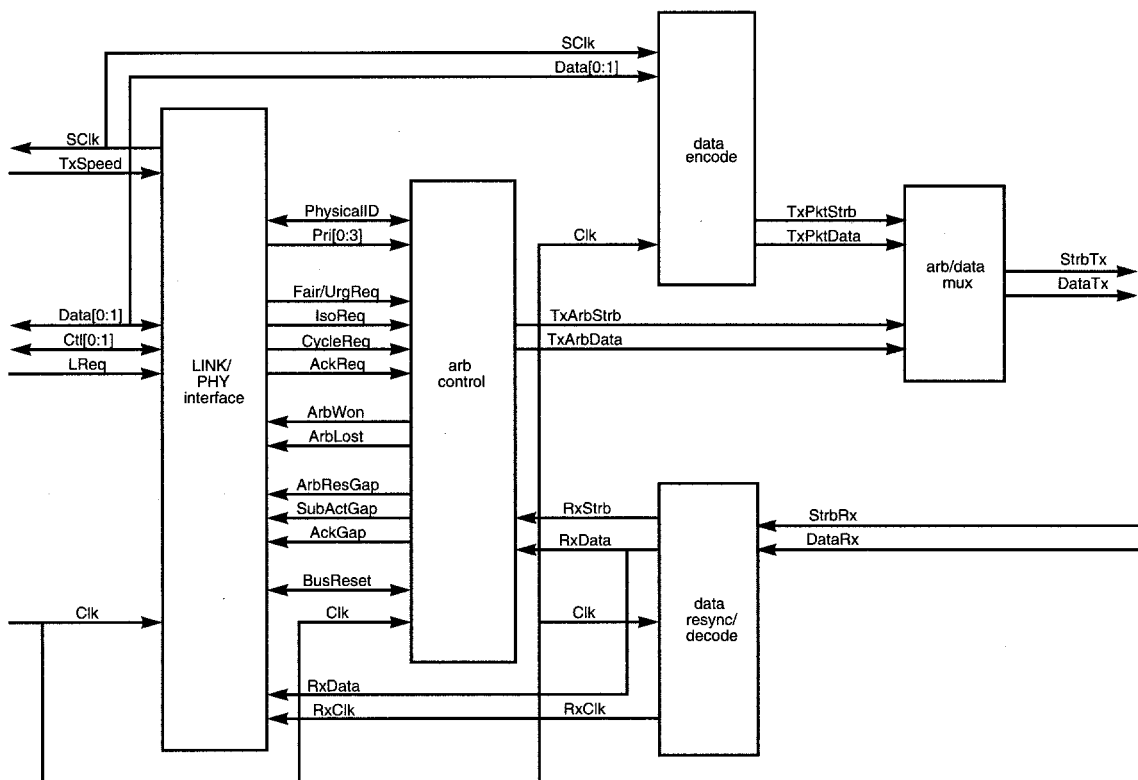 SClk
Data[0:1]
data
encode
SClk
TxSpeed
PhysicalID
Pri[0:3]
Clk
TxPktStrb
TxPktData
arb/data
mux
StrbTx
DataTx
Fair/UrgReq
IsoReq
CycleReq
AckReq
Data[0:1]
Ctl[0:1]
LReq
LINK/
PHY
interface
arb
control
TxArbStrb
TxArbData
ArbWon
ArbLost
ArbResGap
SubActGap
AckGap
RxStrb
RxData
StrbRx
DataRx
BusReset
Clk
Clk
Clk
data
resync/
decode
RxData
RxClk
RxClk